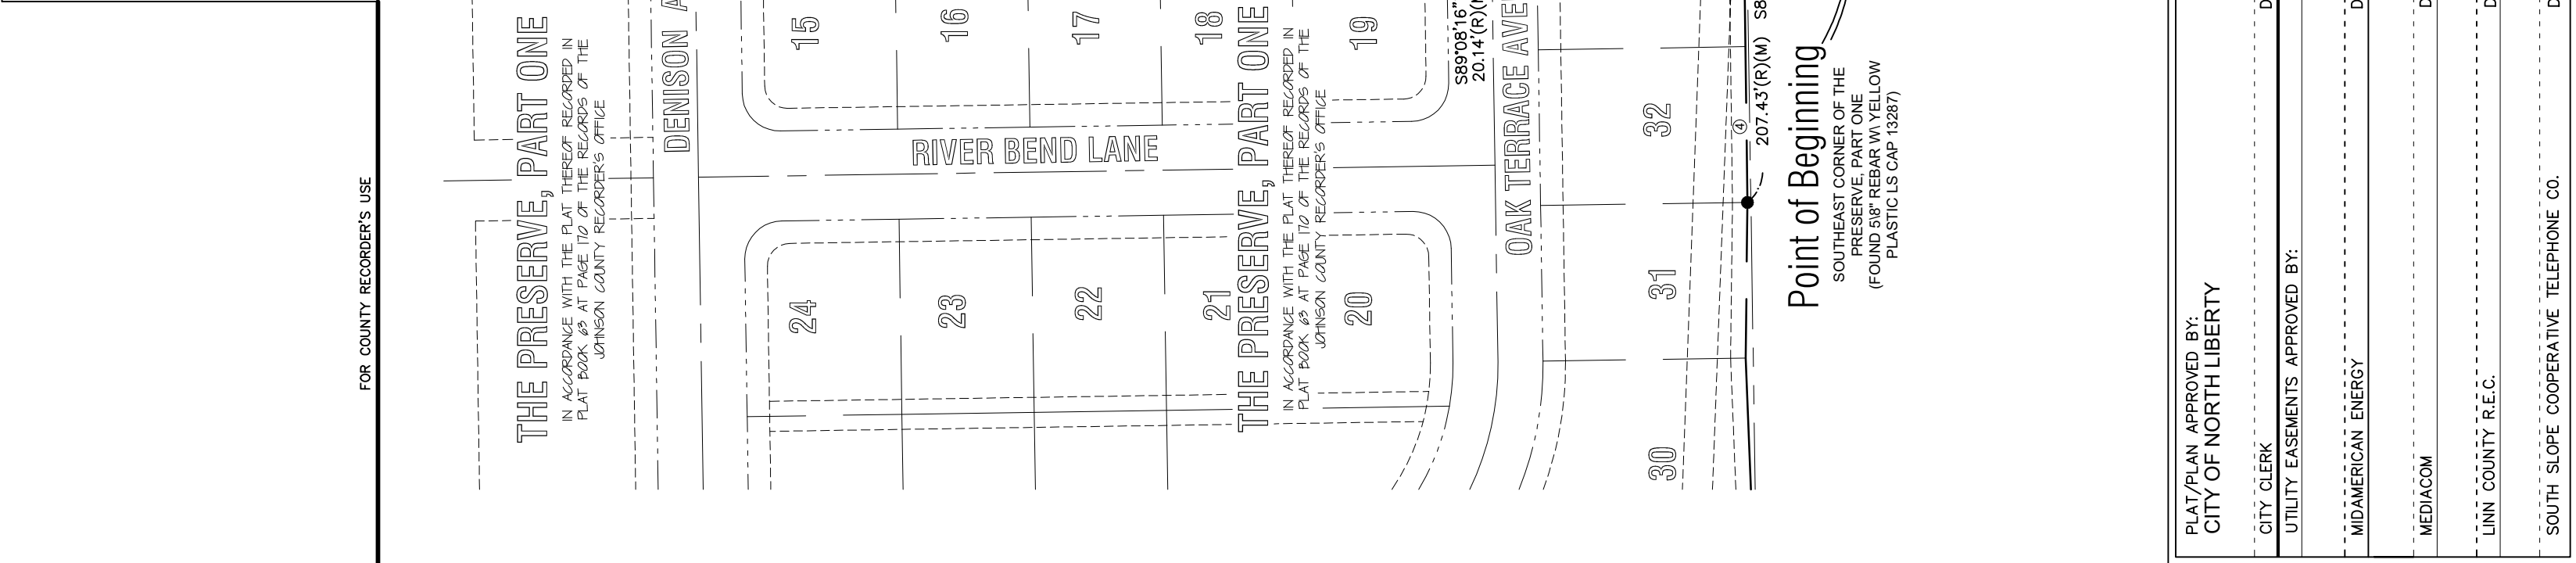 FOR COUNTY RECORDER'S USE
THE PRESERVE, PART ONE
IN ACCORDANCE WITH THE PLAT THEREOF RECORDED IN
PLAT BOOK 63 AT PAGE 170 OF THE RECORDS OF THE
JOHNSON COUNTY RECORDER'S OFFICE
DENISON A
15
16
17
18
19
RIVER BEND LANE
24
23
22
21
20
THE PRESERVE, PART ONE
IN ACCORDANCE WITH THE PLAT THEREOF RECORDED IN
PLAT BOOK 63 AT PAGE 170 OF THE RECORDS OF THE
JOHNSON COUNTY RECORDER'S OFFICE
S89°08'16"
20.14'(R)(M
OAK TERRACE AVE
32
31
30
4
207.43'(R)(M) S8
Point of Beginning
SOUTHEAST CORNER OF THE
PRESERVE, PART ONE
(FOUND 5\8" REBAR W\ YELLOW
PLASTIC LS CAP 13287)
PLAT/PLAN APPROVED BY:
CITY OF NORTH LIBERTY
CITY CLERK D
UTILITY EASEMENTS APPROVED BY:
MIDAMERICAN ENERGY D
MEDIACOM D
LINN COUNTY R.E.C. D
SOUTH SLOPE COOPERATIVE TELEPHONE CO. D